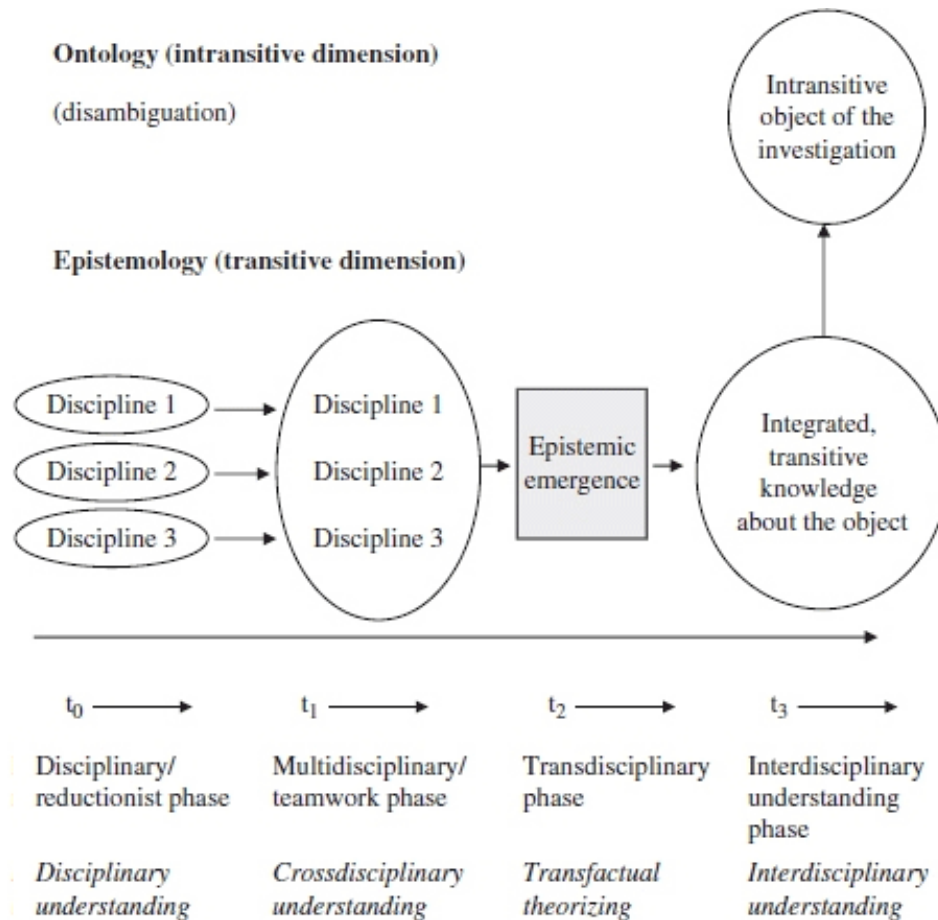 Ontology (intransitive dimension)
(disambiguation)
Intransitive
object of the
investigation
Epistemology (transitive dimension)
Discipline 1
Discipline 2
Discipline 3
Discipline 1
Discipline 2
Discipline 3
Epistemic
emergence
Integrated,
transitive
knowledge
about the object
t0
t1
t2
t3
Disciplinary/
reductionist phase
Multidisciplinary/
teamwork phase
Transdisciplinary
phase
Interdisciplinary
understanding
phase
Disciplinary
understanding
Crossdisciplinary
understanding
Transfactual
theorizing
Interdisciplinary
understanding